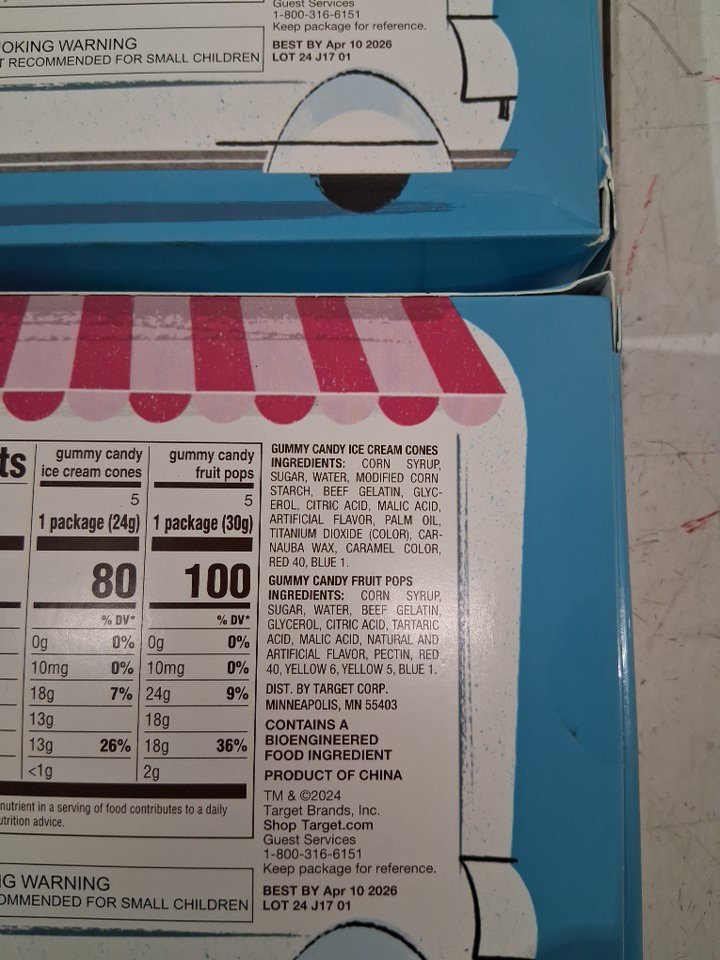 Guest Services
1-800-316-6151
Keep package for reference.
OKING WARNING
T RECOMMENDED FOR SMALL CHILDREN
BEST BY Apr 10 2026
LOT 24 J17 01
ts
gummy candy
ice cream cones
gummy candy
fruit pops
5
5
1 package (24g)
1 package (30g)
80
100
% DV*
% DV*
0g 0% 0g 0%
10mg 0% 10mg 0%
18g 7% 24g 9%
13g 18g
13g 26% 18g 36%
<1g 2g
nutrient in a serving of food contributes to a daily
utrition advice.
GUMMY CANDY ICE CREAM CONES
INGREDIENTS: CORN SYRUP,
SUGAR, WATER, MODIFIED CORN
STARCH, BEEF GELATIN, GLYC-
EROL, CITRIC ACID, MALIC ACID,
ARTIFICIAL FLAVOR, PALM OIL,
TITANIUM DIOXIDE (COLOR), CAR-
NAUBA WAX, CARAMEL COLOR,
RED 40, BLUE 1.
GUMMY CANDY FRUIT POPS
INGREDIENTS: CORN SYRUP,
SUGAR, WATER, BEEF GELATIN,
GLYCEROL, CITRIC ACID, TARTARIC
ACID, MALIC ACID, NATURAL AND
ARTIFICIAL FLAVOR, PECTIN, RED
40, YELLOW 6, YELLOW 5, BLUE 1.
DIST. BY TARGET CORP.
MINNEAPOLIS, MN 55403
CONTAINS A
BIOENGINEERED
FOOD INGREDIENT
PRODUCT OF CHINA
TM & ©2024
Target Brands, Inc.
Shop Target.com
Guest Services
1-800-316-6151
Keep package for reference.
NG WARNING
OMMENDED FOR SMALL CHILDREN
BEST BY Apr 10 2026
LOT 24 J17 01